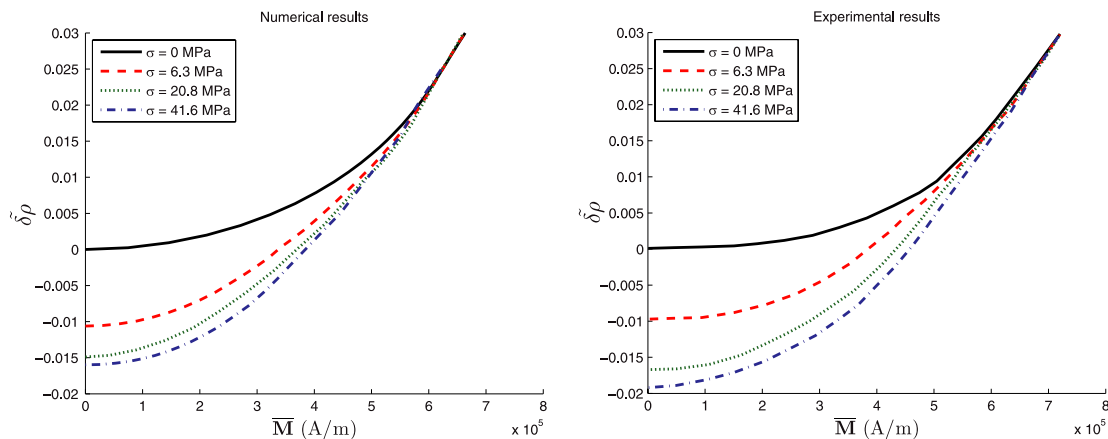 Numerical results
0.03
0.025
0.02
0.015
0.01
0.005
0
−0.005
−0.01
−0.015
−0.02
δ̃ρ
σ = 0 MPa
σ = 6.3 MPa
σ = 20.8 MPa
σ = 41.6 MPa
0 1 2 3 4 5 6 7 8
M̅ (A/m)
x 10⁵
Experimental results
0.03
0.025
0.02
0.015
0.01
0.005
0
−0.005
−0.01
−0.015
−0.02
δ̃ρ
σ = 0 MPa
σ = 6.3 MPa
σ = 20.8 MPa
σ = 41.6 MPa
0 1 2 3 4 5 6 7 8
M̅ (A/m)
x 10⁵